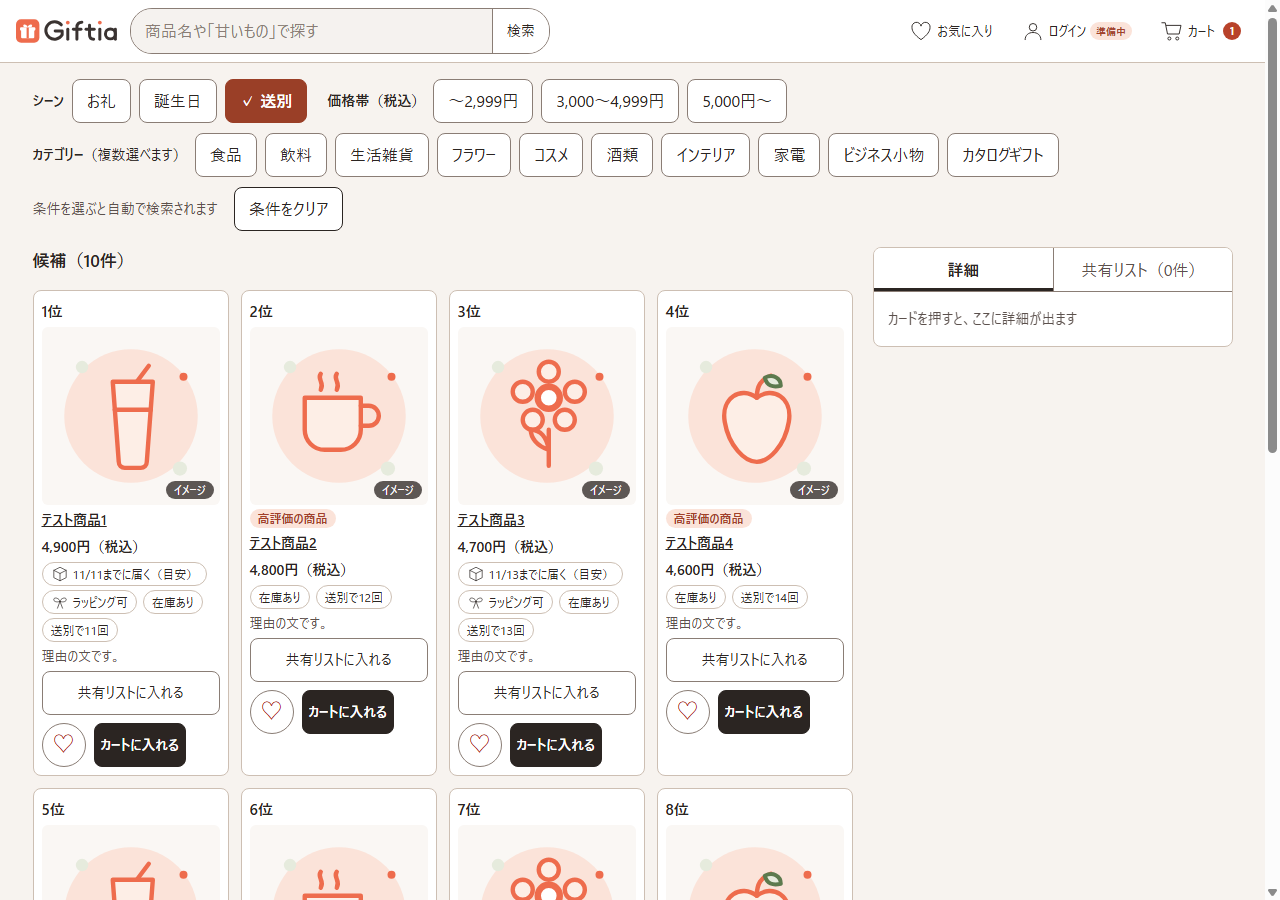 Giftia
商品名や「甘いもの」で探す
検索
お気に入り
ログイン 準備中
カート 1
シーン お礼 誕生日 ✓ 送別 価格帯（税込） ～2,999円 3,000～4,999円 5,000円～
カテゴリー（複数選べます） 食品 飲料 生活雑貨 フラワー コスメ 酒類 インテリア 家電 ビジネス小物 カタログギフト
条件を選ぶと自動で検索されます 条件をクリア
候補（10件）
1位
イメージ
テスト商品1
4,900円（税込）
11/11までに届く（目安）
ラッピング可 在庫あり
送別で11回
理由の文です。
共有リストに入れる
カートに入れる
2位
イメージ
高評価の商品
テスト商品2
4,800円（税込）
在庫あり 送別で12回
理由の文です。
共有リストに入れる
カートに入れる
3位
イメージ
テスト商品3
4,700円（税込）
11/13までに届く（目安）
ラッピング可 在庫あり
送別で13回
理由の文です。
共有リストに入れる
カートに入れる
4位
イメージ
高評価の商品
テスト商品4
4,600円（税込）
在庫あり 送別で14回
理由の文です。
共有リストに入れる
カートに入れる
5位
6位
7位
8位
詳細 共有リスト（0件）
カードを押すと、ここに詳細が出ます